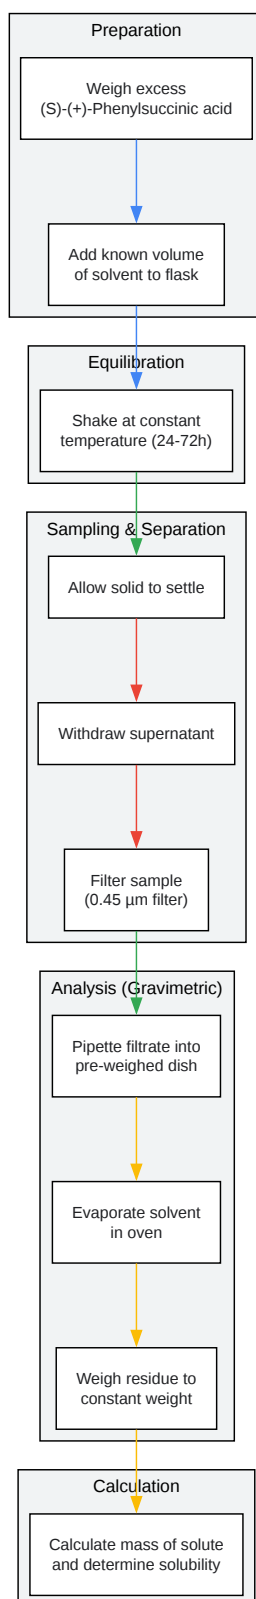 Preparation
Weigh excess
(S)-(+)-Phenylsuccinic acid
Add known volume
of solvent to flask
Equilibration
Shake at constant
temperature (24-72h)
Sampling & Separation
Allow solid to settle
Withdraw supernatant
Filter sample
(0.45 µm filter)
Analysis (Gravimetric)
Pipette filtrate into
pre-weighed dish
Evaporate solvent
in oven
Weigh residue to
constant weight
Calculation
Calculate mass of solute
and determine solubility